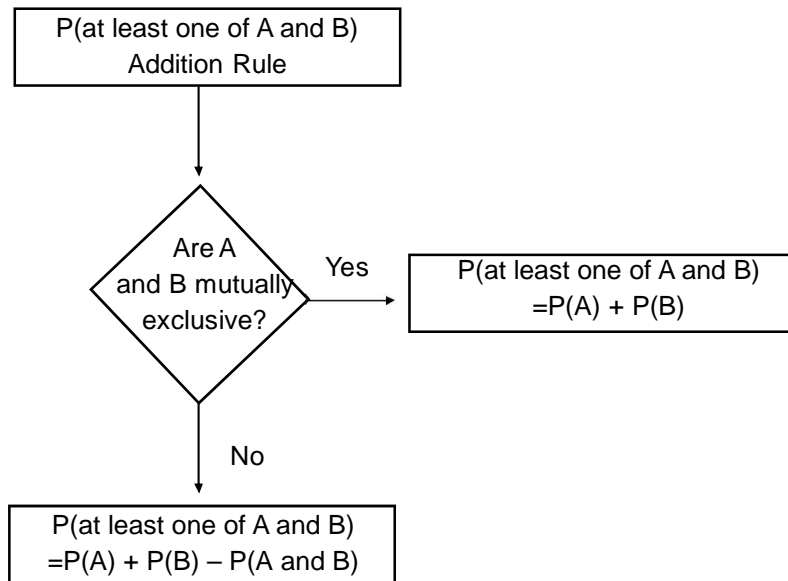 P(at least one of A and B)
Addition Rule
Are A
and B mutually
exclusive?
Yes
P(at least one of A and B)
=P(A) + P(B)
No
P(at least one of A and B)
=P(A) + P(B) – P(A and B)